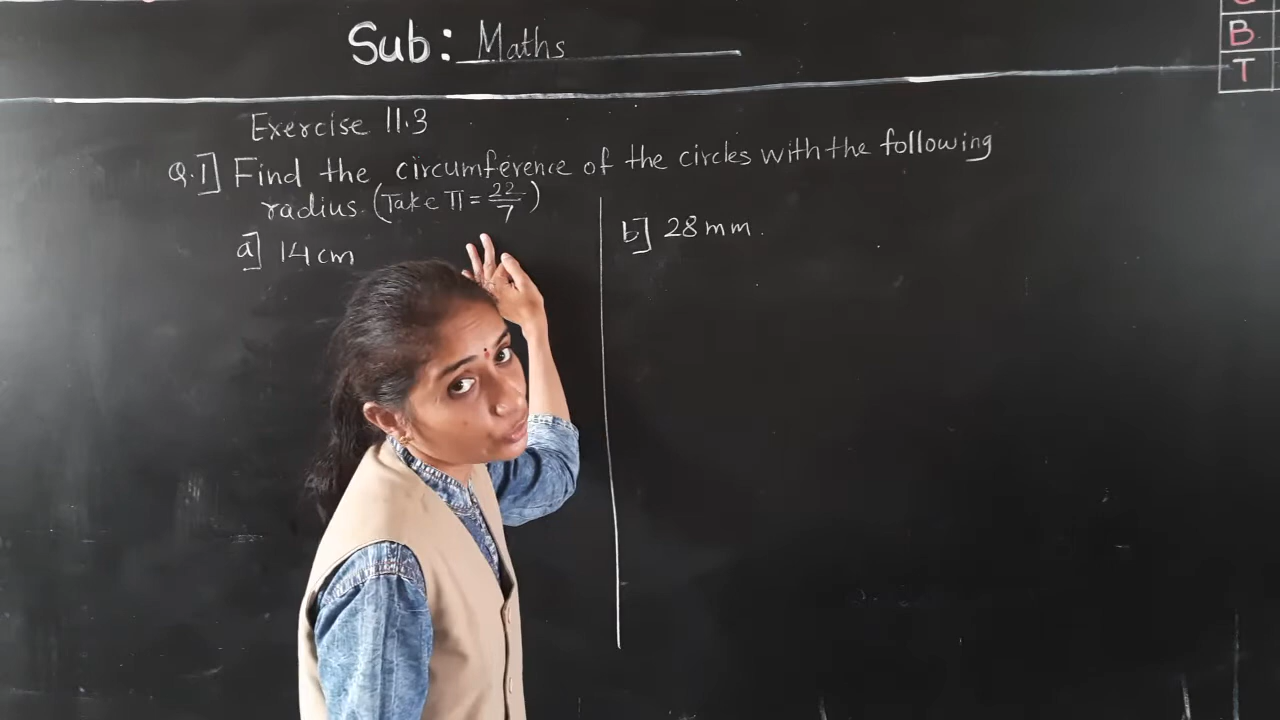 Sub: Maths
Exercise 11.3
Q.1] Find the circumference of the circles with the following
radius. (Take π = 22/7)
a] 14 cm
b] 28 mm.
B
T